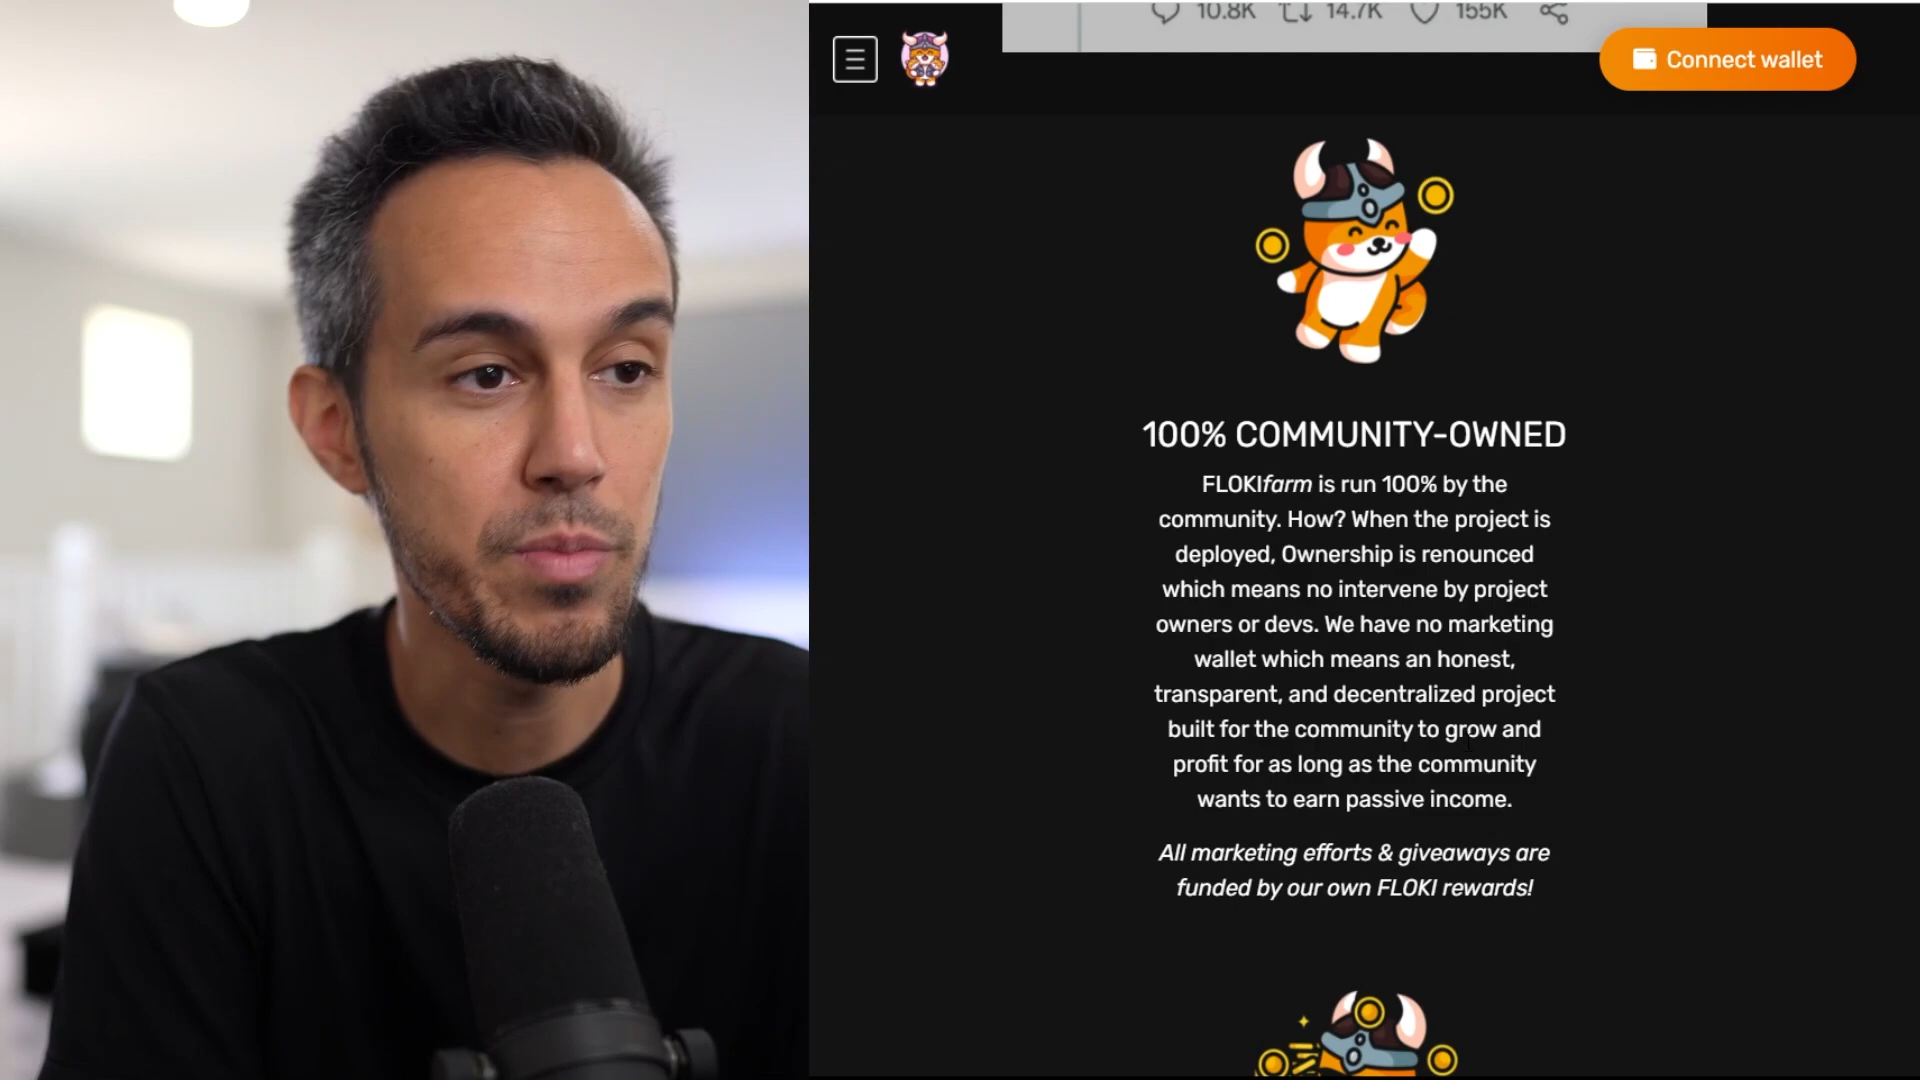 10.8K 14.7K 155K
Connect wallet
100% COMMUNITY-OWNED
FLOKIfarm is run 100% by the
community. How? When the project is
deployed, Ownership is renounced
which means no intervene by project
owners or devs. We have no marketing
wallet which means an honest,
transparent, and decentralized project
built for the community to grow and
profit for as long as the community
wants to earn passive income.
All marketing efforts & giveaways are
funded by our own FLOKI rewards!